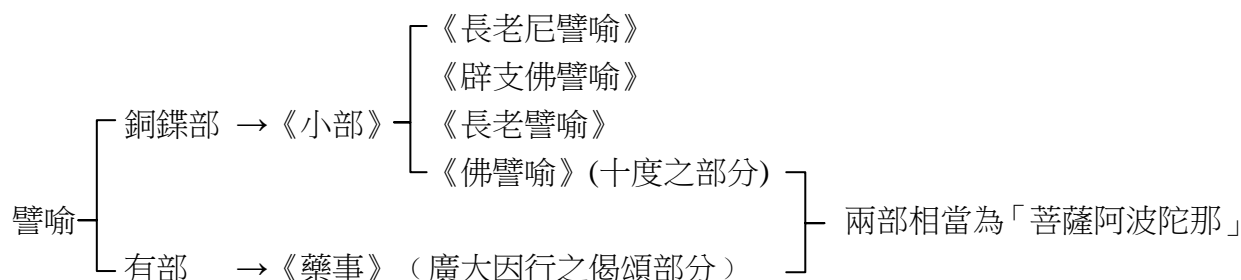 《長老尼譬喻》
《辟支佛譬喻》
銅鍱部 →《小部》 《長老譬喻》
《佛譬喻》(十度之部分)
譬喻 兩部相當為「菩薩阿波陀那」
有部 →《藥事》（廣大因行之偈頌部分）